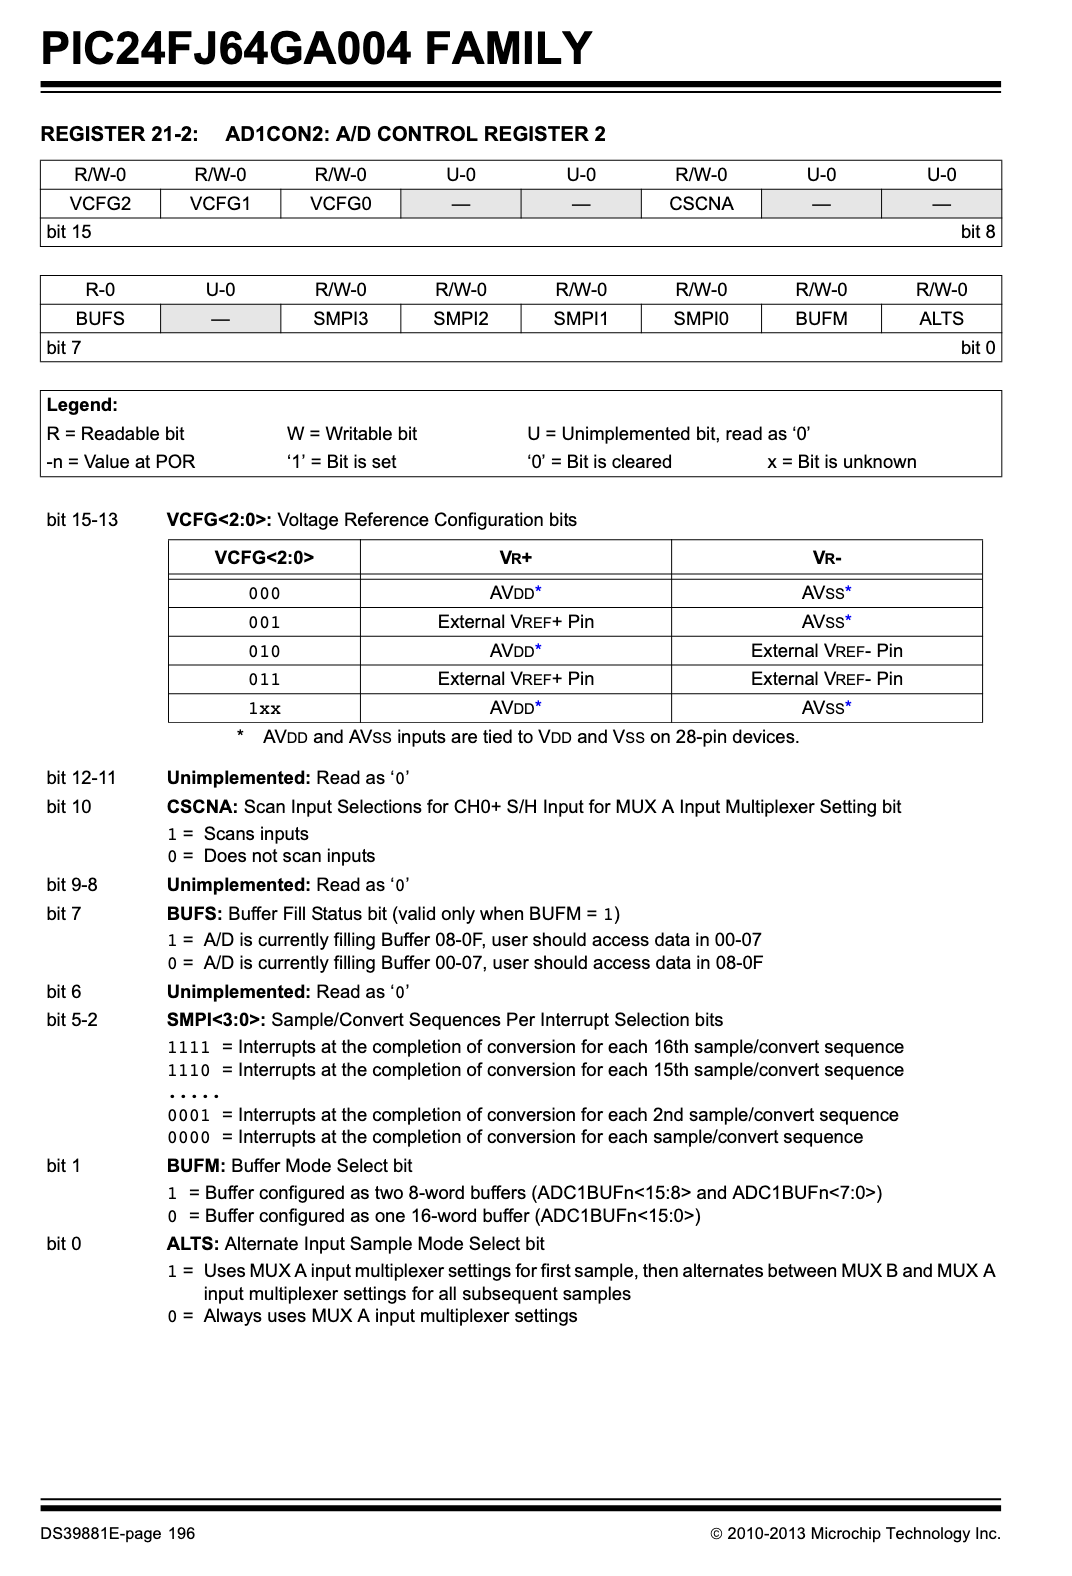 PIC24FJ64GA004 FAMILY
REGISTER 21-2: AD1CON2: A/D CONTROL REGISTER 2
R/W-0 R/W-0 R/W-0 U-0 U-0 R/W-0 U-0 U-0
VCFG2 VCFG1 VCFG0 — — CSCNA — —
bit 15 bit 8
R-0 U-0 R/W-0 R/W-0 R/W-0 R/W-0 R/W-0 R/W-0
BUFS — SMPI3 SMPI2 SMPI1 SMPI0 BUFM ALTS
bit 7 bit 0
Legend:
R = Readable bit W = Writable bit U = Unimplemented bit, read as ‘0’
-n = Value at POR ‘1’ = Bit is set ‘0’ = Bit is cleared x = Bit is unknown
bit 15-13 VCFG<2:0>: Voltage Reference Configuration bits
VCFG<2:0> VR+ VR-
000 AVDD* AVSS*
001 External VREF+ Pin AVSS*
010 AVDD* External VREF- Pin
011 External VREF+ Pin External VREF- Pin
1xx AVDD* AVSS*
* AVDD and AVSS inputs are tied to VDD and VSS on 28-pin devices.
bit 12-11 Unimplemented: Read as ‘0’
bit 10 CSCNA: Scan Input Selections for CH0+ S/H Input for MUX A Input Multiplexer Setting bit
1 = Scans inputs
0 = Does not scan inputs
bit 9-8 Unimplemented: Read as ‘0’
bit 7 BUFS: Buffer Fill Status bit (valid only when BUFM = 1)
1 = A/D is currently filling Buffer 08-0F, user should access data in 00-07
0 = A/D is currently filling Buffer 00-07, user should access data in 08-0F
bit 6 Unimplemented: Read as ‘0’
bit 5-2 SMPI<3:0>: Sample/Convert Sequences Per Interrupt Selection bits
1111 = Interrupts at the completion of conversion for each 16th sample/convert sequence
1110 = Interrupts at the completion of conversion for each 15th sample/convert sequence
.....
0001 = Interrupts at the completion of conversion for each 2nd sample/convert sequence
0000 = Interrupts at the completion of conversion for each sample/convert sequence
bit 1 BUFM: Buffer Mode Select bit
1 = Buffer configured as two 8-word buffers (ADC1BUFn<15:8> and ADC1BUFn<7:0>)
0 = Buffer configured as one 16-word buffer (ADC1BUFn<15:0>)
bit 0 ALTS: Alternate Input Sample Mode Select bit
1 = Uses MUX A input multiplexer settings for first sample, then alternates between MUX B and MUX A
input multiplexer settings for all subsequent samples
0 = Always uses MUX A input multiplexer settings
DS39881E-page 196 © 2010-2013 Microchip Technology Inc.